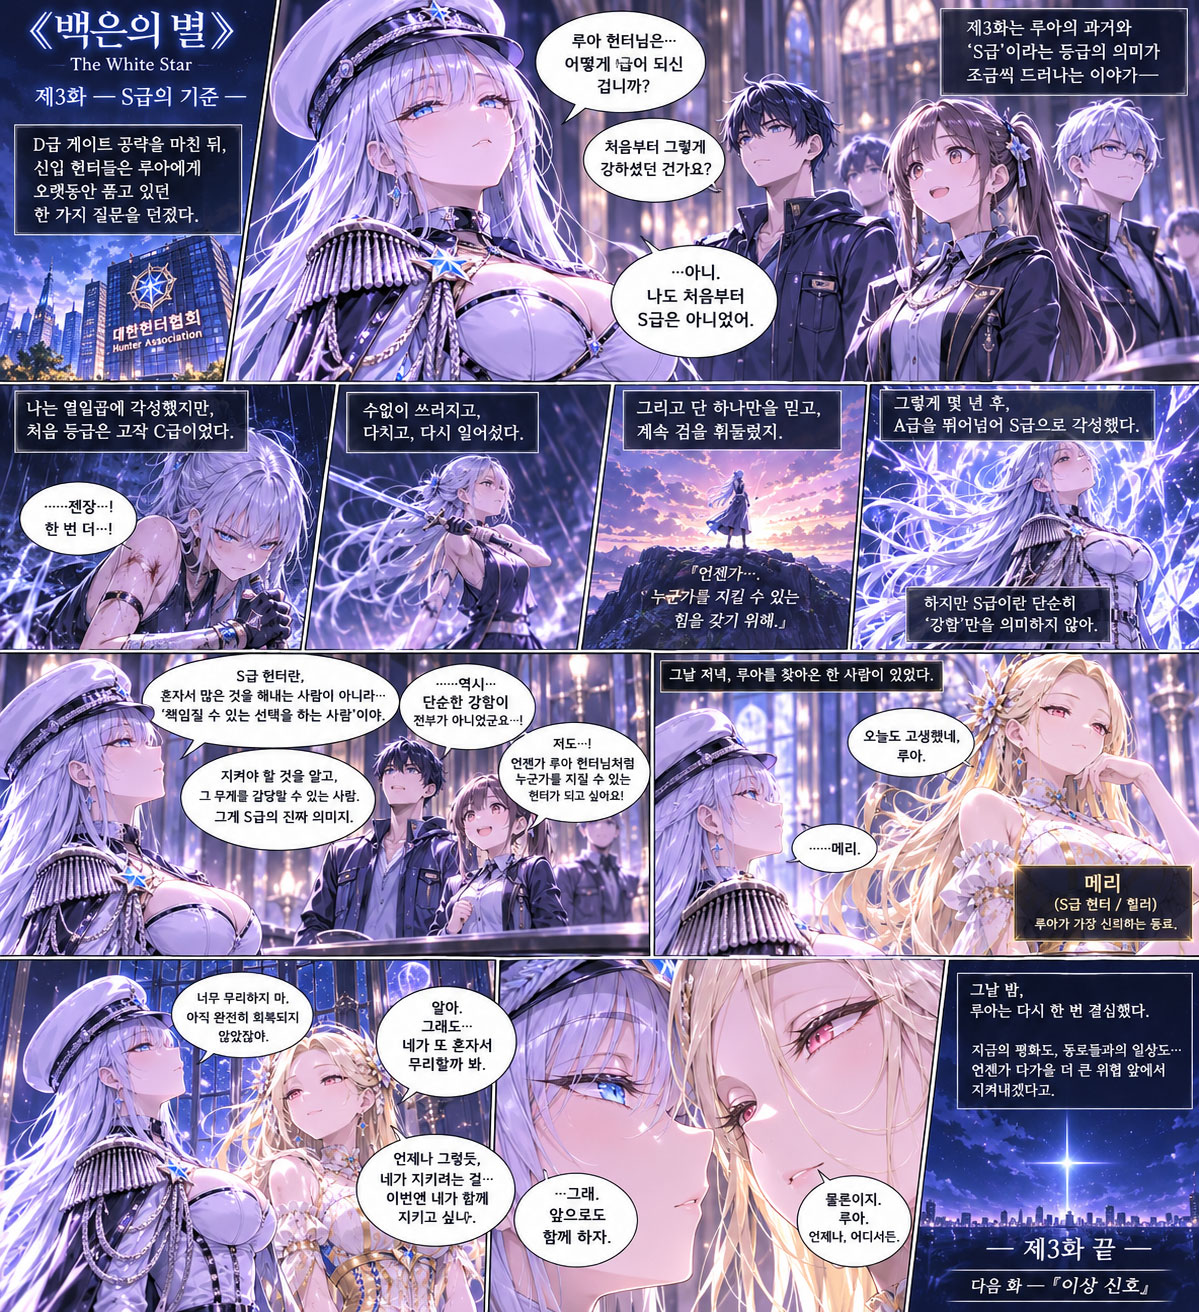 《백은의 별》
The White Star
제3화 — S급의 기준 —
D급 게이트 공략을 마친 뒤,
신입 헌터들은 루아에게
오랫동안 품고 있던
한 가지 질문을 던졌다.
대한헌터협회
Hunter Association
루아 헌터님은…
어떻게 되신
겁니까?
처음부터 그렇게
강하셨던 건가요?
…아니.
나도 처음부터
S급은 아니었어.
제3화는 루아의 과거와
‘S급’이라는 등급의 의미가
조금씩 드러나는 이야기—
나는 열일곱에 각성했지만,
처음 등급은 고작 C급이었다.
……젠장…!
한 번 더…!
수없이 쓰러지고,
다치고, 다시 일어섰다.
그리고 단 하나만을 믿고,
계속 검을 휘둘렀지.
『언젠가….
누군가를 지킬 수 있는
힘을 갖기 위해.』
그렇게 몇 년 후,
A급을 뛰어넘어 S급으로 각성했다.
하지만 S급이란 단순히
‘강함’만을 의미하지 않아.
S급 헌터란,
혼자서 많은 것을 해내는 사람이 아니라…
‘책임질 수 있는 선택을 하는 사람’이야.
지켜야 할 것을 알고,
그 무게를 감당할 수 있는 사람.
그게 S급의 진짜 의미지.
……역시…
단순한 강함이
전부가 아니었군요…!
저도…!
언젠가 루아 헌터님처럼
누군가를 지질 수 있는
헌터가 되고 싶어요!
그날 저녁, 루아를 찾아온 한 사람이 있었다.
오늘도 고생했네,
루아.
……메리.
메리
(S급 헌터 / 힐러)
루아가 가장 신뢰하는 동료.
너무 무리하지 마.
아직 완전히 회복되지
않았잖아.
알아.
그래도…
네가 또 혼자서
무리할까 봐.
언제나 그렇듯,
네가 지키려는 걸…
이번엔 내가 함께
지키고 싶
…그래.
앞으로도
함께 하자.
물론이지.
루아.
언제나, 어디서든.
그날 밤,
루아는 다시 한 번 결심했다.
지금의 평화도, 동로들과의 일상도…
언젠가 다가올 더 큰 위협 앞에서
지켜내겠다고.
— 제3화 끝 —
다음 화 —『이상 신호』